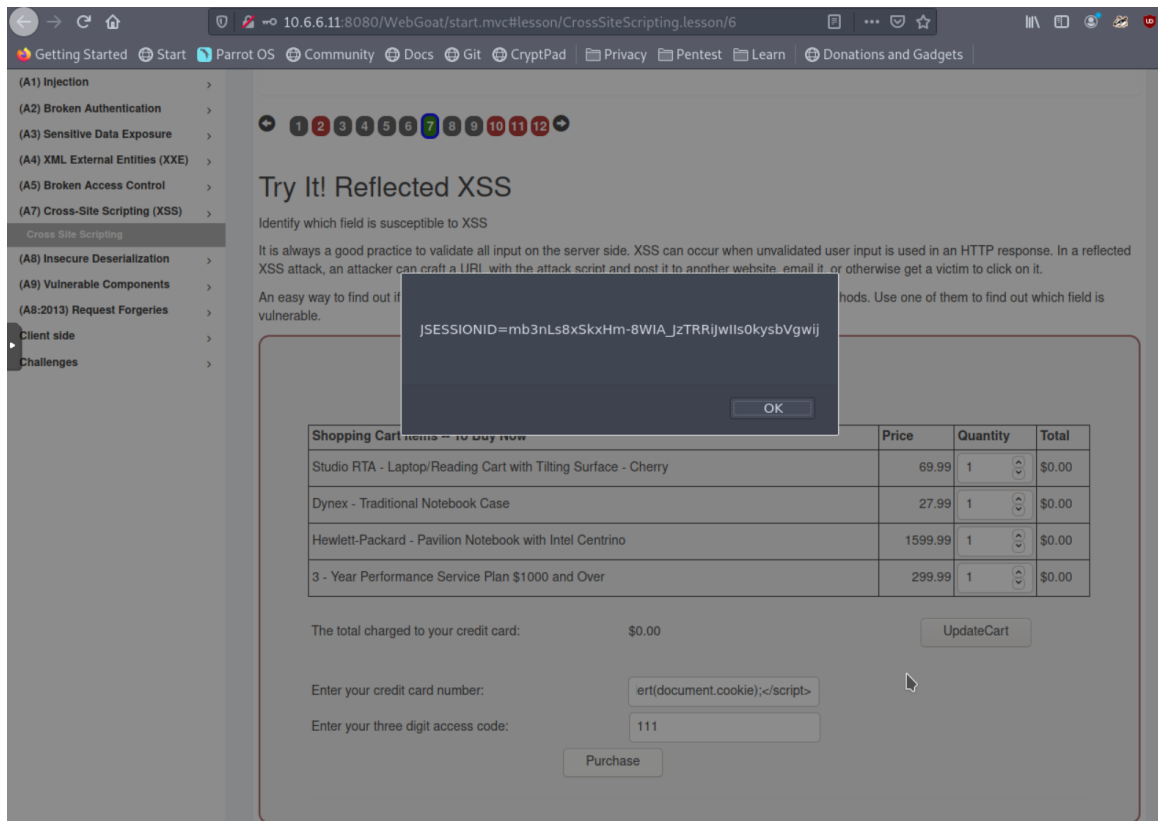 10.6.6.11:8080/WebGoat/start.mvc#lesson/CrossSiteScripting.lesson/6
Getting Started Start Parrot OS Community Docs Git CryptPad Privacy Pentest Learn Donations and Gadgets
(A1) Injection
(A2) Broken Authentication
(A3) Sensitive Data Exposure
(A4) XML External Entities (XXE)
(A5) Broken Access Control
(A7) Cross-Site Scripting (XSS)
Cross Site Scripting
(A8) Insecure Deserialization
(A9) Vulnerable Components
(A8:2013) Request Forgeries
Client side
Challenges
1 2 3 4 5 6 7 8 9 10 11 12
Try It! Reflected XSS
Identify which field is susceptible to XSS
It is always a good practice to validate all input on the server side. XSS can occur when unvalidated user input is used in an HTTP response. In a reflected
XSS attack, an attacker can craft a URL with the attack script and post it to another website, email it, or otherwise get a victim to click on it.
An easy way to find out if hods. Use one of them to find out which field is
vulnerable.
JSESSIONID=mb3nLs8xSkxHm-8WIA_JzTRRiJwIIs0kysbVgwij
OK
Shopping Cart Items -- To Buy Now Price Quantity Total
Studio RTA - Laptop/Reading Cart with Tilting Surface - Cherry 69.99 1 $0.00
Dynex - Traditional Notebook Case 27.99 1 $0.00
Hewlett-Packard - Pavilion Notebook with Intel Centrino 1599.99 1 $0.00
3 - Year Performance Service Plan $1000 and Over 299.99 1 $0.00
The total charged to your credit card: $0.00 UpdateCart
Enter your credit card number: ert(document.cookie);</script>
Enter your three digit access code: 111
Purchase